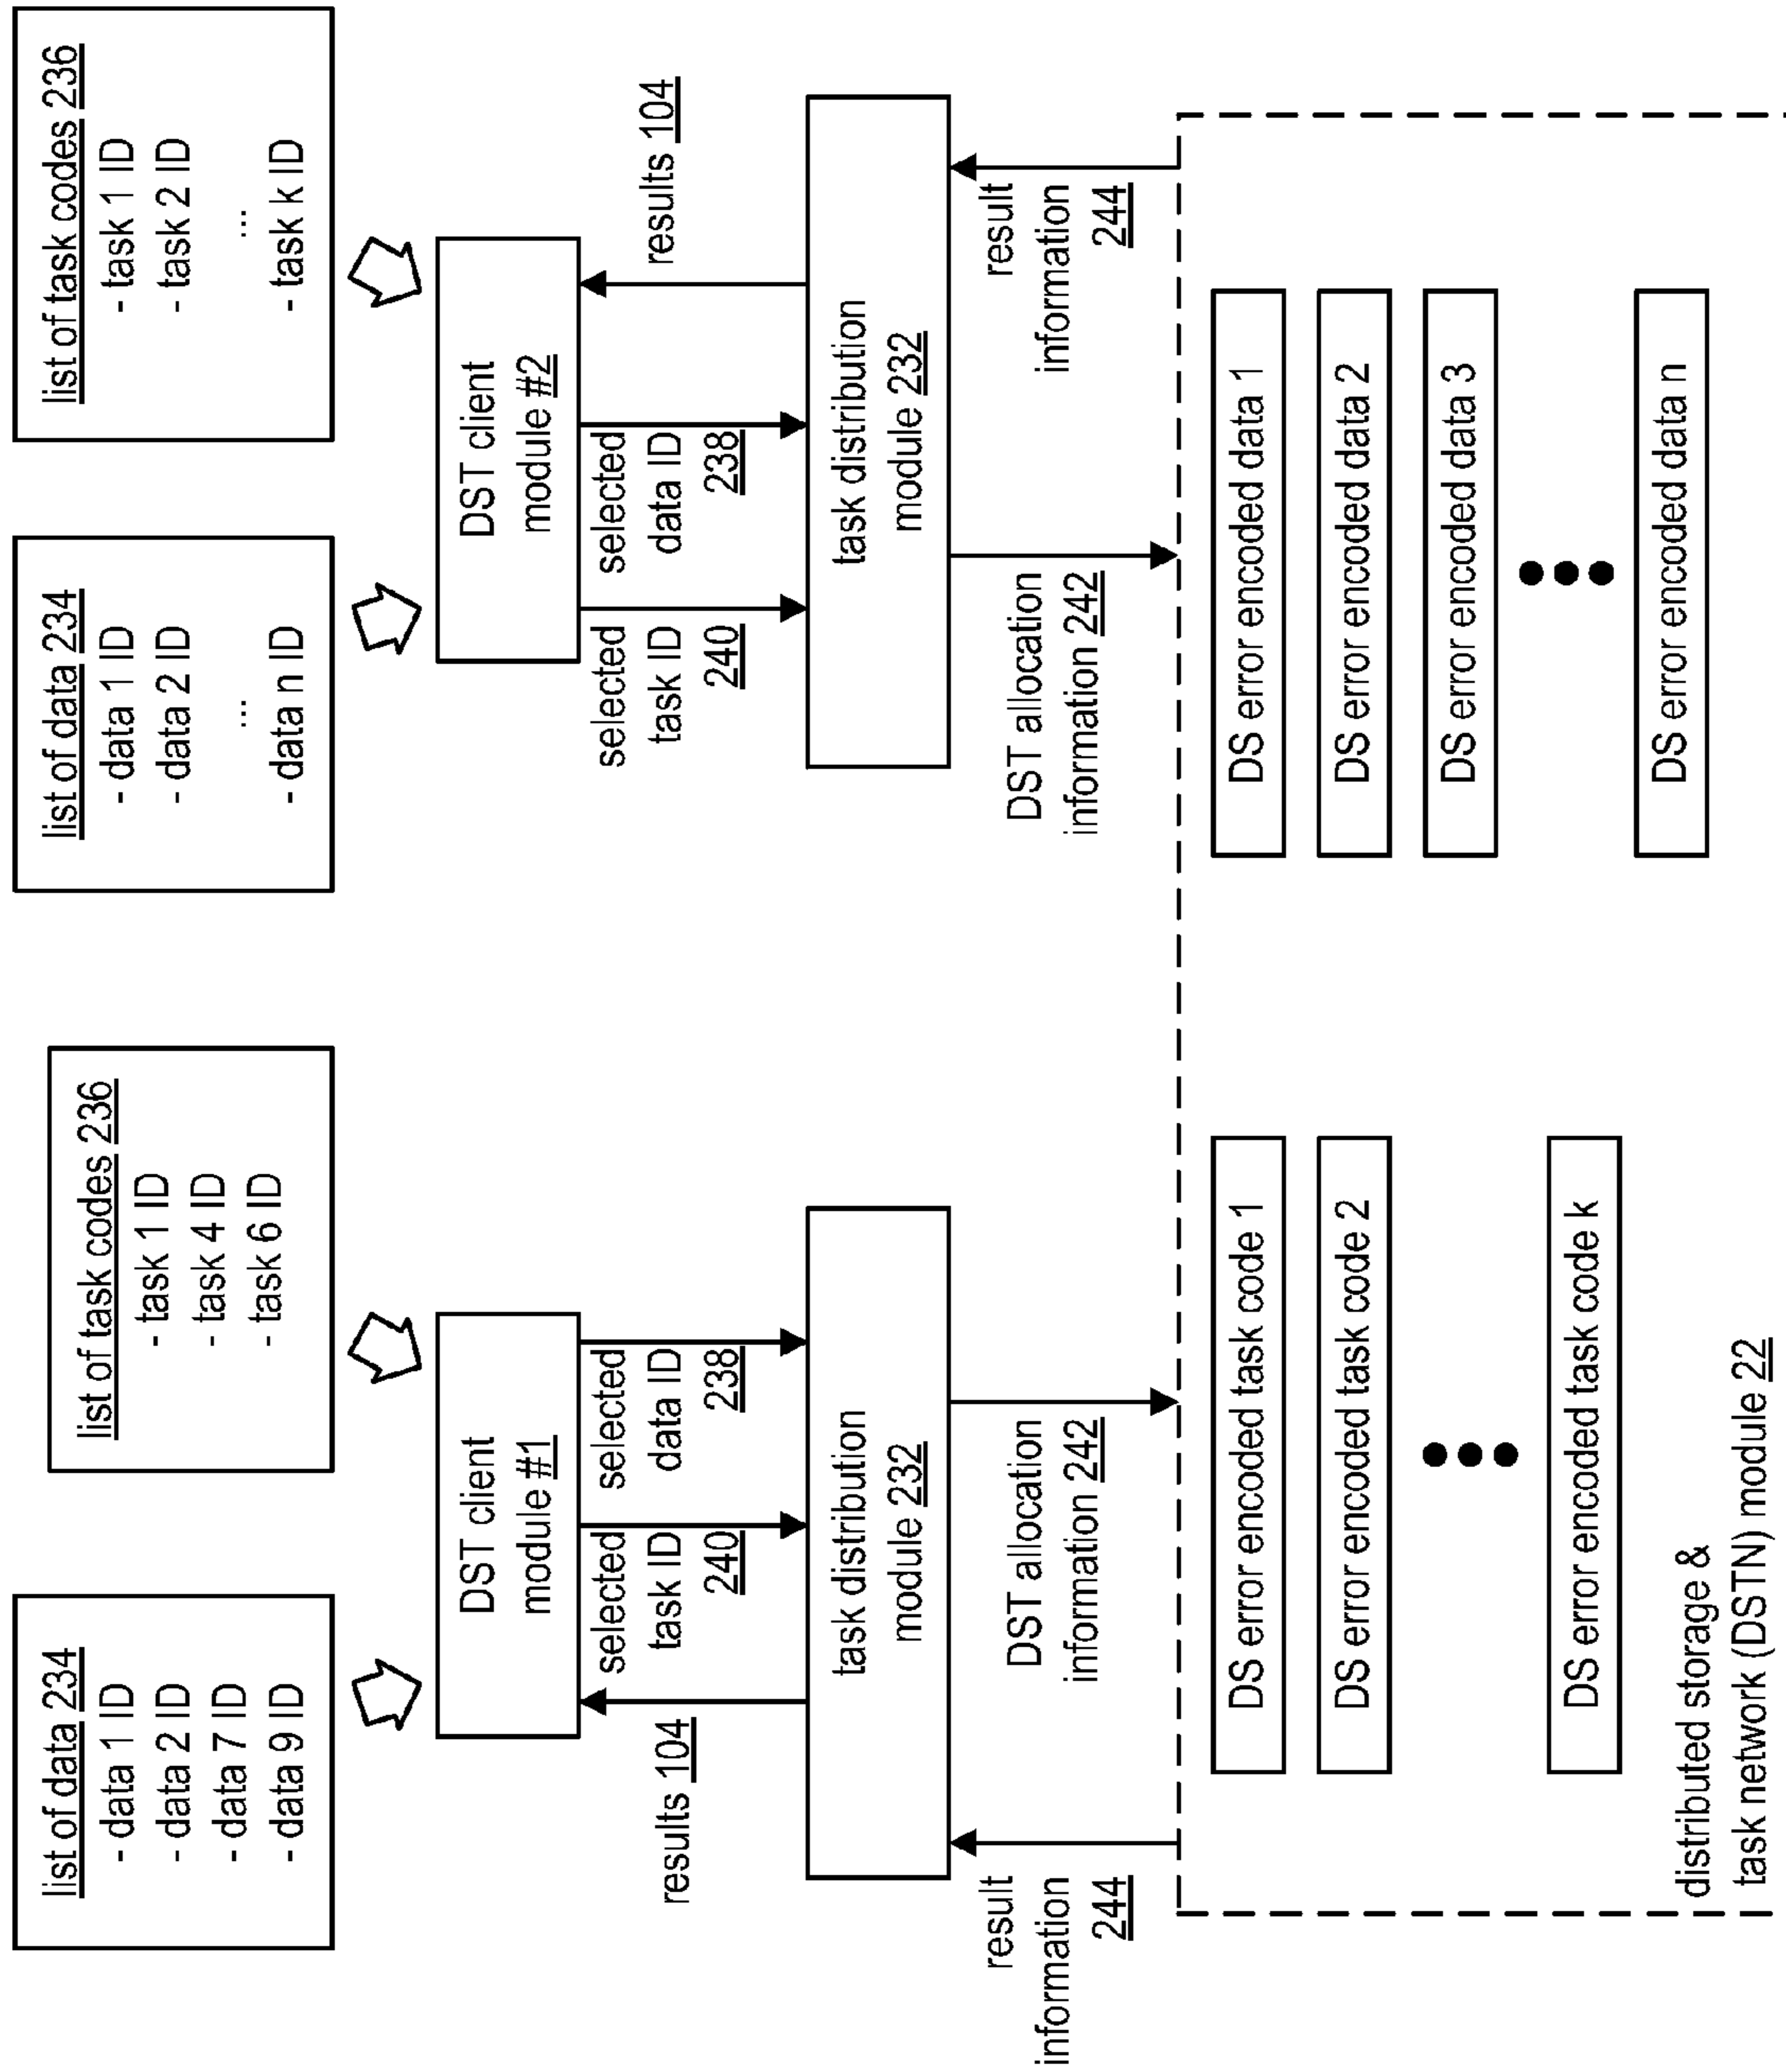 list of data 234
- data 1 ID
- data 2 ID
- data 7 ID
- data 9 ID
list of task codes 236
- task 1 ID
- task 4 ID
- task 6 ID
list of data 234
- data 1 ID
- data 2 ID
...
- data n ID
list of task codes 236
- task 1 ID
- task 2 ID
...
- task k ID
DST client
module #1
DST client
module #2
results 104
selected
task ID
240
selected
data ID
238
selected
task ID
240
selected
data ID
238
results 104
task distribution
module 232
task distribution
module 232
result
information
244
DST allocation
information 242
DST allocation
information 242
result
information
244
DS error encoded task code 1
DS error encoded task code 2
DS error encoded task code k
DS error encoded data 1
DS error encoded data 2
DS error encoded data 3
DS error encoded data n
distributed storage &
task network (DSTN) module 22